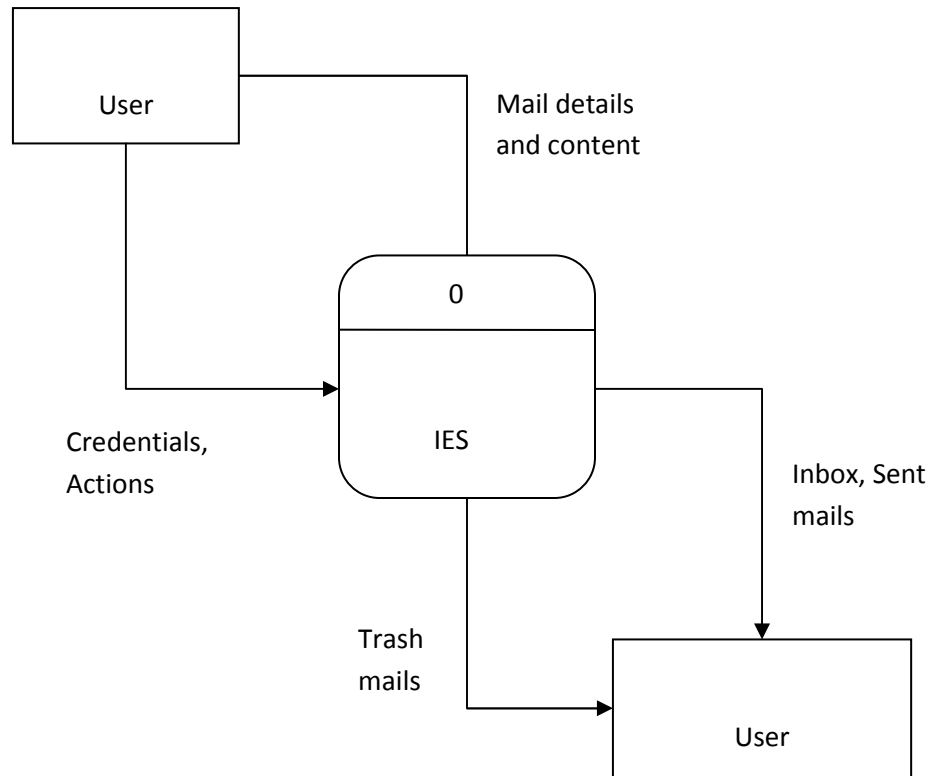 User
Mail details
and content
0
IES
Credentials,
Actions
Inbox, Sent
mails
Trash
mails
User